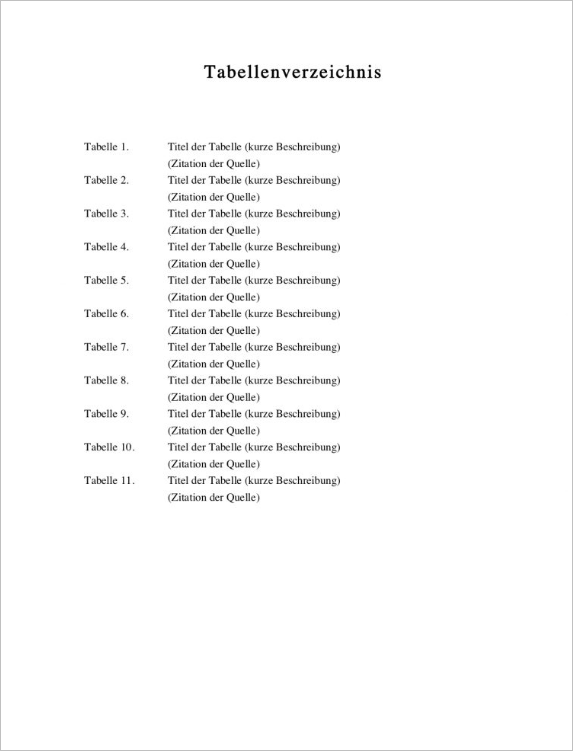 Tabellenverzeichnis
Tabelle 1. Titel der Tabelle (kurze Beschreibung)
(Zitation der Quelle)
Tabelle 2. Titel der Tabelle (kurze Beschreibung)
(Zitation der Quelle)
Tabelle 3. Titel der Tabelle (kurze Beschreibung)
(Zitation der Quelle)
Tabelle 4. Titel der Tabelle (kurze Beschreibung)
(Zitation der Quelle)
Tabelle 5. Titel der Tabelle (kurze Beschreibung)
(Zitation der Quelle)
Tabelle 6. Titel der Tabelle (kurze Beschreibung)
(Zitation der Quelle)
Tabelle 7. Titel der Tabelle (kurze Beschreibung)
(Zitation der Quelle)
Tabelle 8. Titel der Tabelle (kurze Beschreibung)
(Zitation der Quelle)
Tabelle 9. Titel der Tabelle (kurze Beschreibung)
(Zitation der Quelle)
Tabelle 10. Titel der Tabelle (kurze Beschreibung)
(Zitation der Quelle)
Tabelle 11. Titel der Tabelle (kurze Beschreibung)
(Zitation der Quelle)